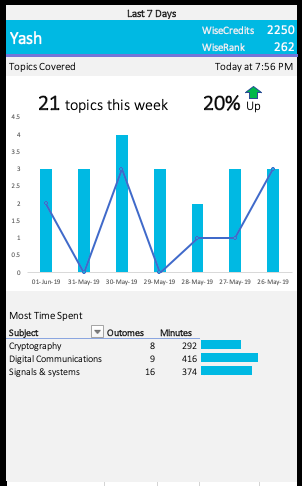 Last 7 Days
Yash
WiseCredits 2250
WiseRank 262
Topics Covered Today at 7:56 PM
21 topics this week 20% Up
4.5
4
3.5
3
2.5
2
1.5
1
0.5
0
01-Jun-19 31-May-19 30-May-19 29-May-19 28-May-19 27-May-19 26-May-19
Most Time Spent
Subject Outomes Minutes
Cryptography 8 292
Digital Communications 9 416
Signals & systems 16 374